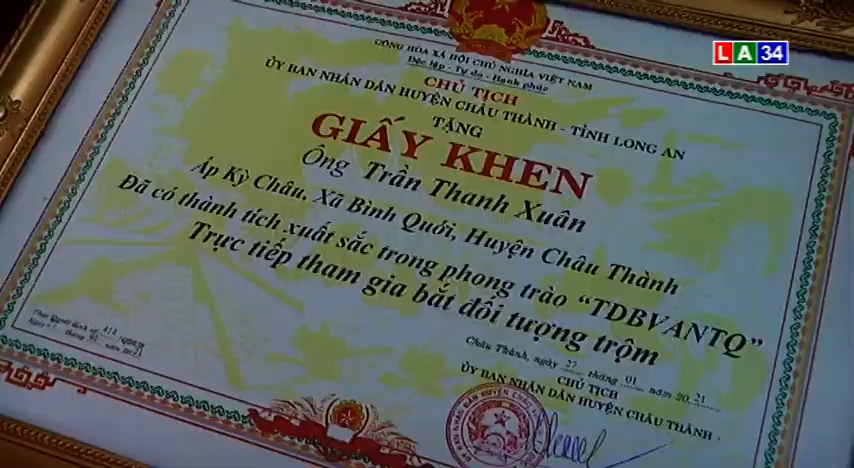 LA34
CỘNG HÒA XÃ HỘI CHỦ NGHĨA VIỆT NAM
Độc lập - Tự do - Hạnh phúc
CHỦ TỊCH
ỦY BAN NHÂN DÂN HUYỆN CHÂU THÀNH - TỈNH LONG AN
TẶNG
GIẤY KHEN
Ông Trần Thanh Xuân
Ấp Kỳ Châu, Xã Bình Quới, Huyện Châu Thành
Đã có thành tích xuất sắc trong phong trào “TDBVANTQ”
Trực tiếp tham gia bắt đối tượng trộm
Châu Thành, ngày 27 tháng 01 năm 2021
CHỦ TỊCH
ỦY BAN NHÂN DÂN HUYỆN CHÂU THÀNH
Theo Quyết định số